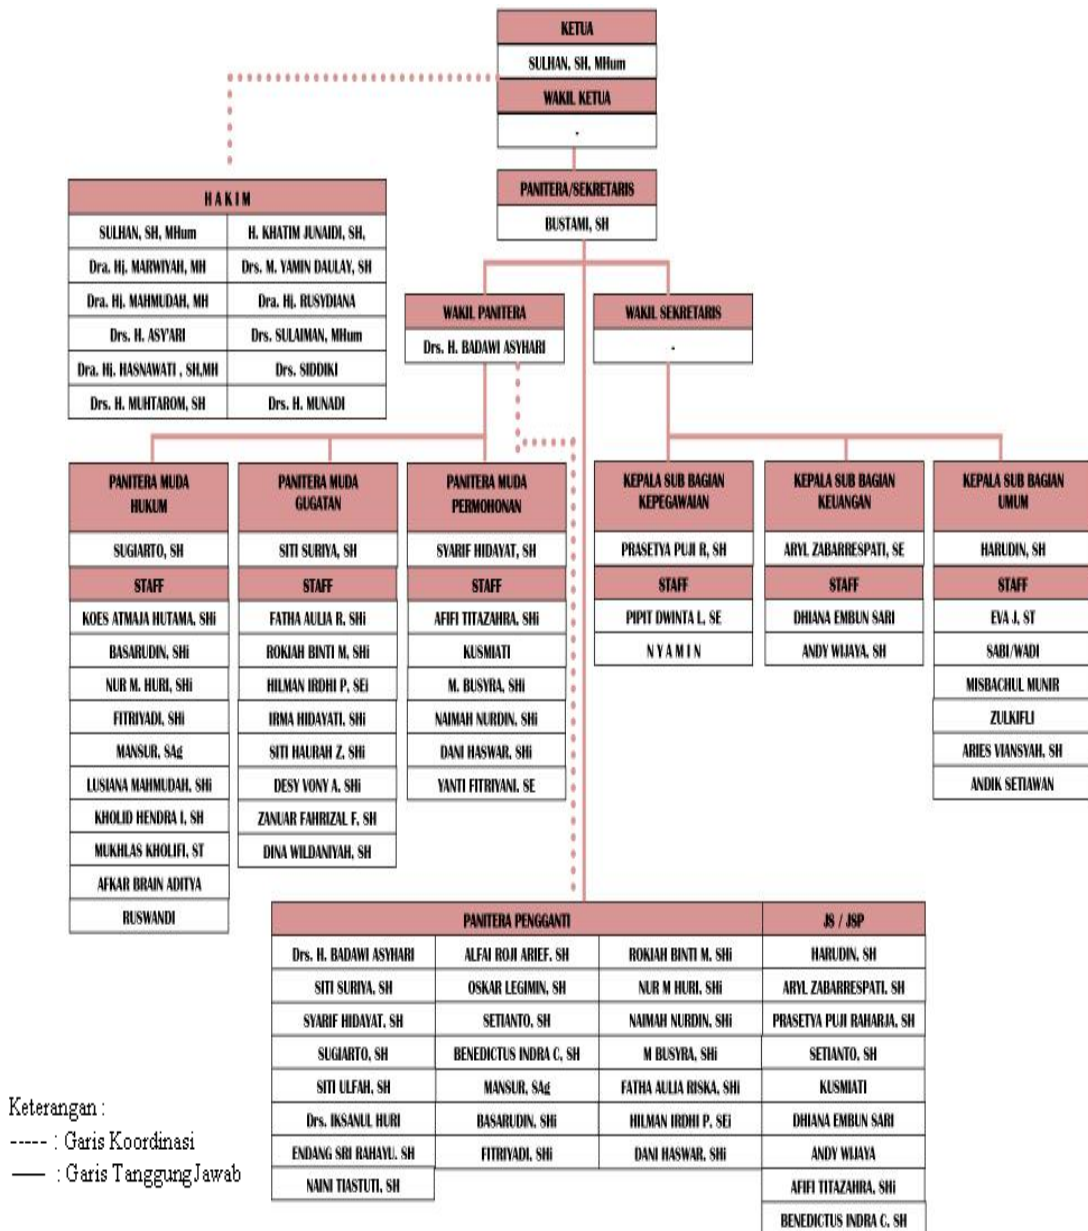 KETUA
SULHAN, SH, MHum
WAKIL KETUA
-
PANITERA/SEKRETARIS
BUSTAMI, SH
H A K I M
SULHAN, SH, MHum
H. KHATIM JUNAIDI, SH,
Dra. Hj. MARWIYAH, MH
Drs. M. YAMIN DAULAY, SH
Dra. Hj. MAHMUDAH, MH
Dra. Hj. RUSYDIANA
Drs. H. ASY'ARI
Drs. SULAIMAN, MHum
Dra. Hj. HASNAWATI , SH,MH
Drs. SIDDIKI
Drs. H. MUHTAROM, SH
Drs. H. MUNADI
WAKIL PANITERA
Drs. H. BADAWI ASYHARI
WAKIL SEKRETARIS
-
PANITERA MUDA
HUKUM
SUGIARTO, SH
STAFF
KOES ATMAJA HUTAMA, SHi
BASARUDIN, SHi
NUR M. HURI, SHi
FITRIYADI, SHi
MANSUR, SAg
LUSIANA MAHMUDAH, SHi
KHOLID HENDRA I, SH
MUKHLAS KHOLIFI, ST
AFKAR BRAIN ADITYA
RUSWANDI
PANITERA MUDA
GUGATAN
SITI SURIYA, SH
STAFF
FATHA AULIA R, SHi
ROKIAH BINTI M, SHi
HILMAN IRDHI P, SEi
IRMA HIDAYATI, SHi
SITI HAURAH Z, SHi
DESY VONY A, SHi
ZANUAR FAHRIZAL F, SH
DINA WILDANIYAH, SH
PANITERA MUDA
PERMOHONAN
SYARIF HIDAYAT, SH
STAFF
AFIFI TITAZAHRA, SHi
KUSMIATI
M. BUSYRA, SHi
NAIMAH NURDIN, SHi
DANI HASWAR, SHi
YANTI FITRIYANI, SE
KEPALA SUB BAGIAN
KEPEGAWAIAN
PRASETYA PUJI R, SH
STAFF
PIPIT DWINTA L, SE
N Y A M I N
KEPALA SUB BAGIAN
KEUANGAN
ARYL ZABARRESPATI, SE
STAFF
DHIANA EMBUN SARI
ANDY WIJAYA, SH
KEPALA SUB BAGIAN
UMUM
HARUDIN, SH
STAFF
EVA J, ST
SABI/WADI
MISBACHUL MUNIR
ZULKIFLI
ARIES VIANSYAH, SH
ANDIK SETIAWAN
PANITERA PENGGANTI
Drs. H. BADAWI ASYHARI
SITI SURIYA, SH
SYARIF HIDAYAT, SH
SUGIARTO, SH
SITI ULFAH, SH
Drs. IKSANUL HURI
ENDANG SRI RAHAYU, SH
NAINI TIASTUTI, SH
ALFAI ROJI ARIEF, SH
OSKAR LEGIMIN, SH
SETIANTO, SH
BENEDICTUS INDRA C, SH
MANSUR, SAg
BASARUDIN, SHi
FITRIYADI, SHi
ROKIAH BINTI M, SHi
NUR M HURI, SHi
NAIMAH NURDIN, SHi
M BUSYRA, SHi
FATHA AULIA RISKA, SHi
HILMAN IRDHI P, SEi
DANI HASWAR, SHi
JS / JSP
HARUDIN, SH
ARYL ZABARRESPATI, SH
PRASETYA PUJI RAHARJA, SH
SETIANTO, SH
KUSMIATI
DHIANA EMBUN SARI
ANDY WIJAYA
AFIFI TITAZAHRA, SHi
BENEDICTUS INDRA C, SH
Keterangan :
----- : Garis Koordinasi
—— : Garis TanggungJawab